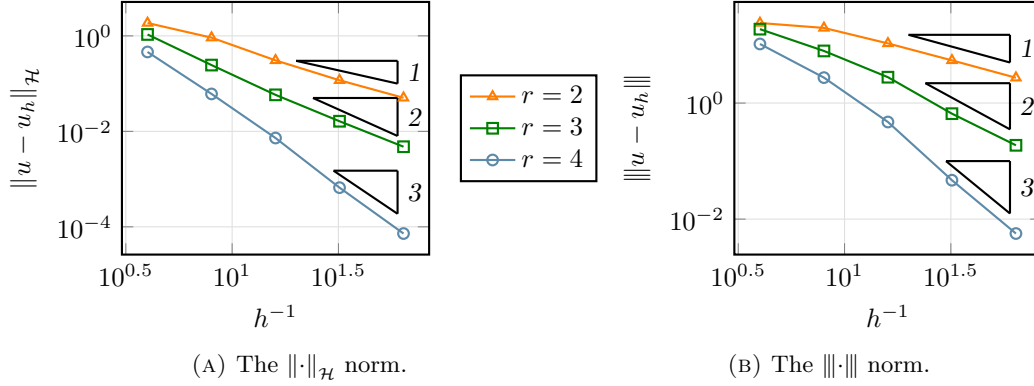 ‖u − u_h‖_ℋ
10^0
10^{−2}
10^{−4}
10^{0.5}
10^1
10^{1.5}
h^{−1}
1
2
3
(A) The ‖·‖_ℋ norm.
r = 2
r = 3
r = 4
|||u − u_h|||
10^0
10^{−2}
10^{0.5}
10^1
10^{1.5}
h^{−1}
1
2
3
(B) The |||·||| norm.